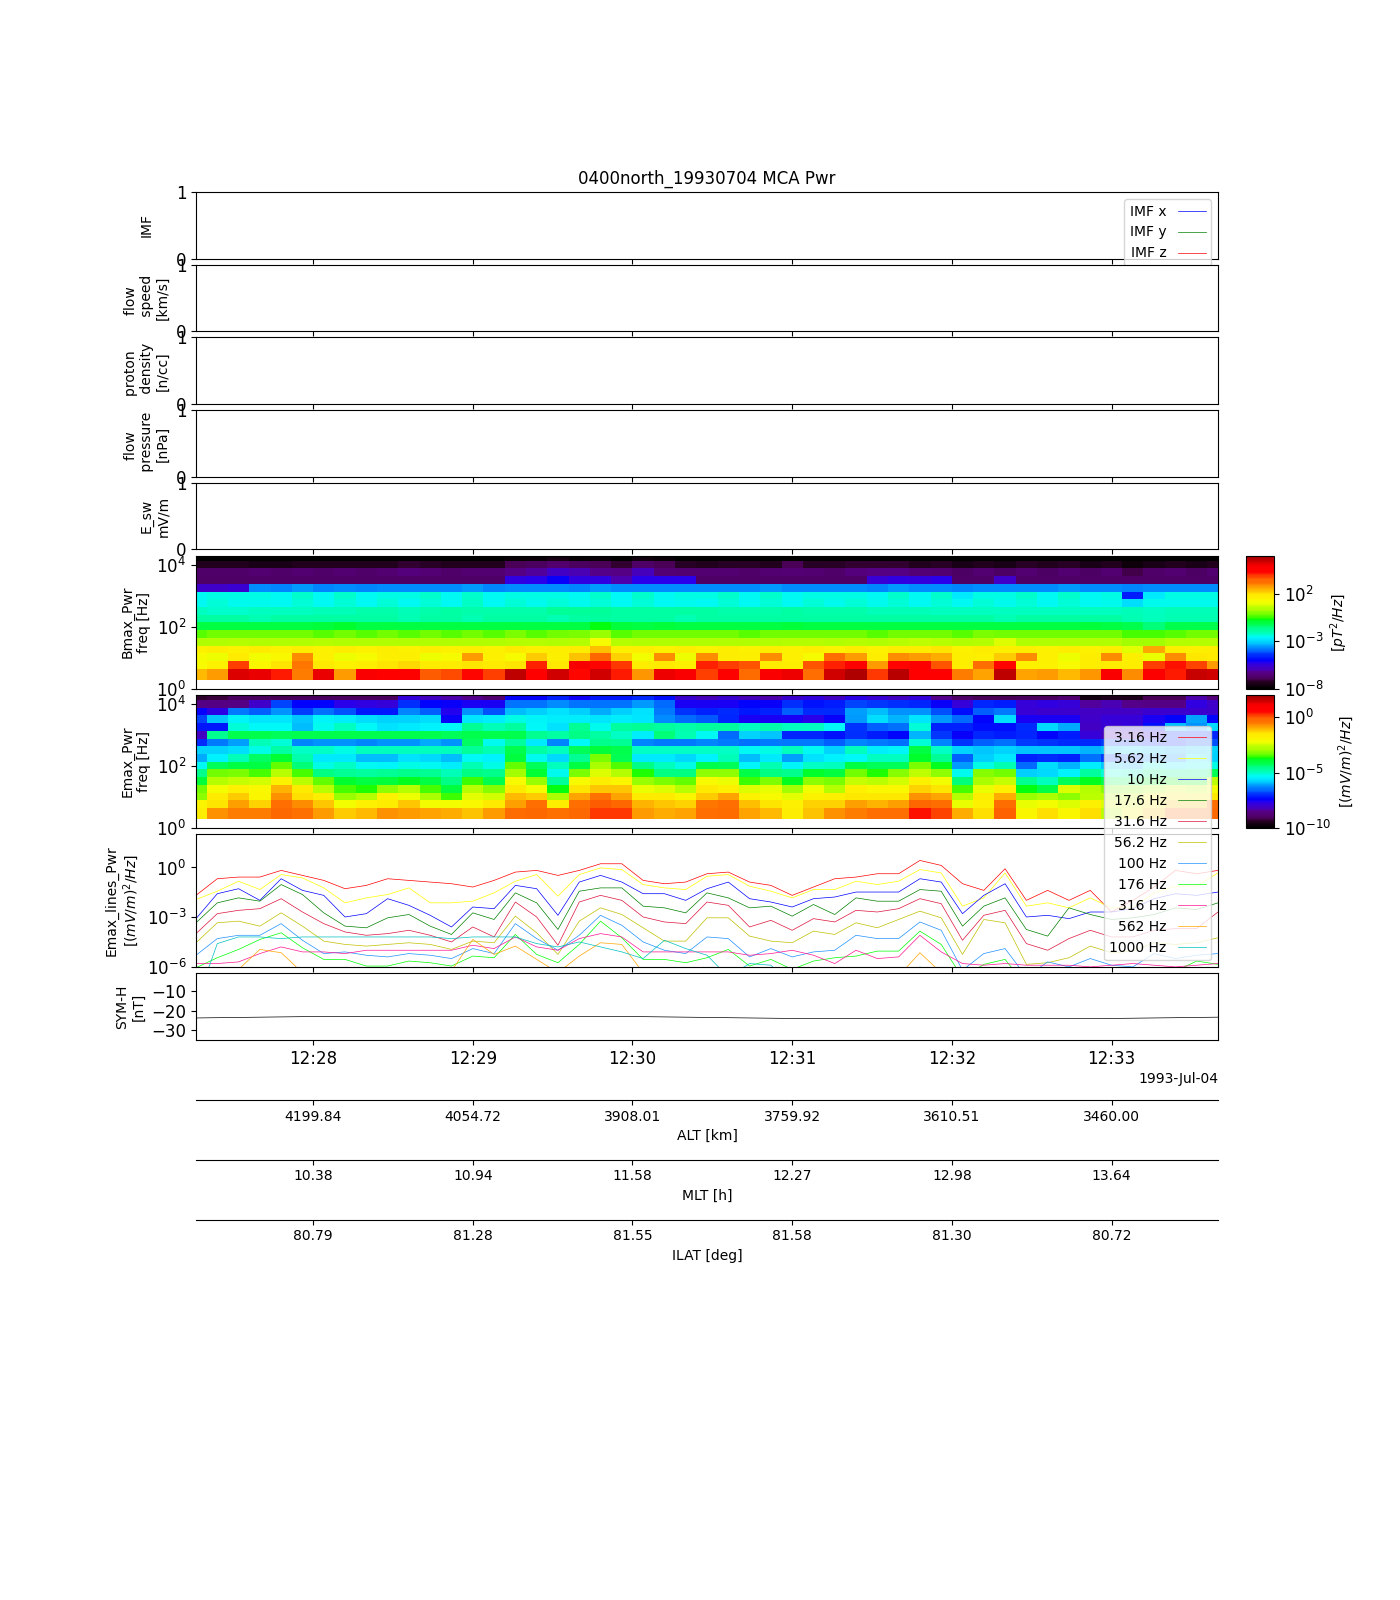 0400north_19930704 MCA Pwr
1
IMF
0
IMF x
IMF y
IMF z
1
flow
speed
[km/s]
0
1
proton
density
[n/cc]
0
1
flow
pressure
[nPa]
0
1
E_sw
mV/m
0
10^4
10^2
10^0
Bmax_Pwr
freq [Hz]
10^2
10^-3
10^-8
[pT^2/Hz]
10^4
10^2
10^0
Emax_Pwr
freq [Hz]
10^0
10^-5
10^-10
[(mV/m)^2/Hz]
3.16 Hz
5.62 Hz
10 Hz
17.6 Hz
31.6 Hz
56.2 Hz
100 Hz
176 Hz
316 Hz
562 Hz
1000 Hz
10^0
10^-3
10^-6
Emax_lines_Pwr
[(mV/m)^2/Hz]
−10
−20
−30
SYM-H
[nT]
12:28 12:29 12:30 12:31 12:32 12:33
1993-Jul-04
4199.84 4054.72 3908.01 3759.92 3610.51 3460.00
ALT [km]
10.38 10.94 11.58 12.27 12.98 13.64
MLT [h]
80.79 81.28 81.55 81.58 81.30 80.72
ILAT [deg]